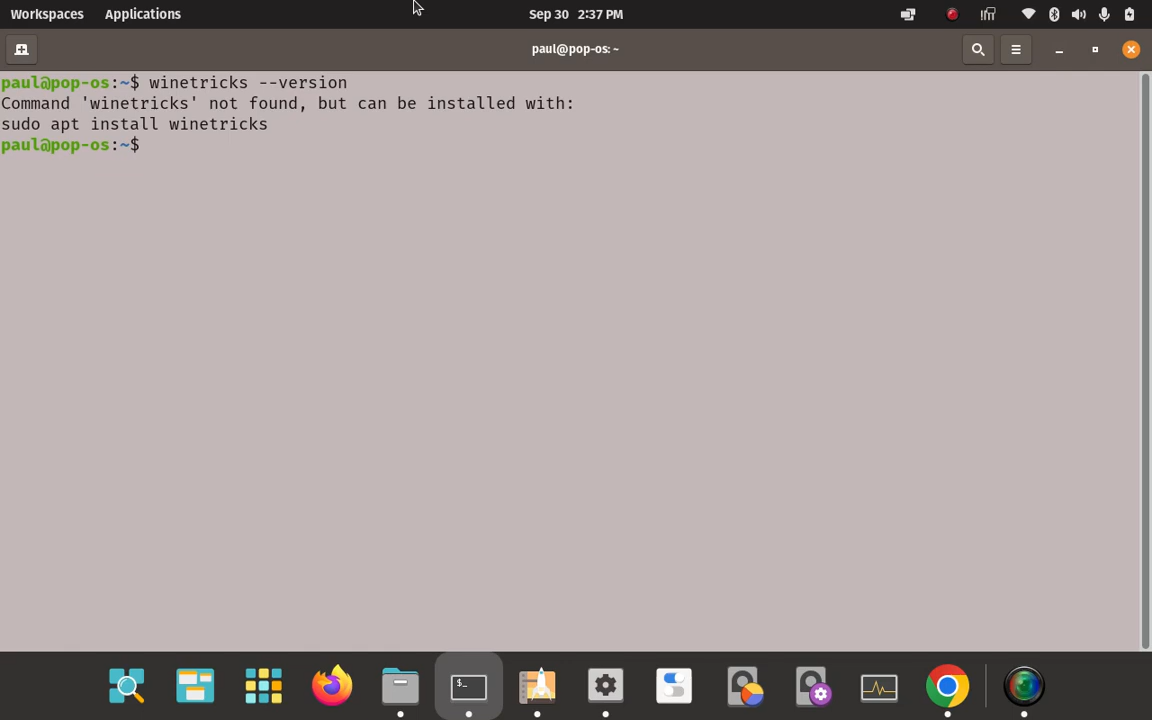 Workspaces Applications Sep 30 2:37 PM
paul@pop-os: ~
paul@pop-os:~$ winetricks --version
Command 'winetricks' not found, but can be installed with:
sudo apt install winetricks
paul@pop-os:~$
$_